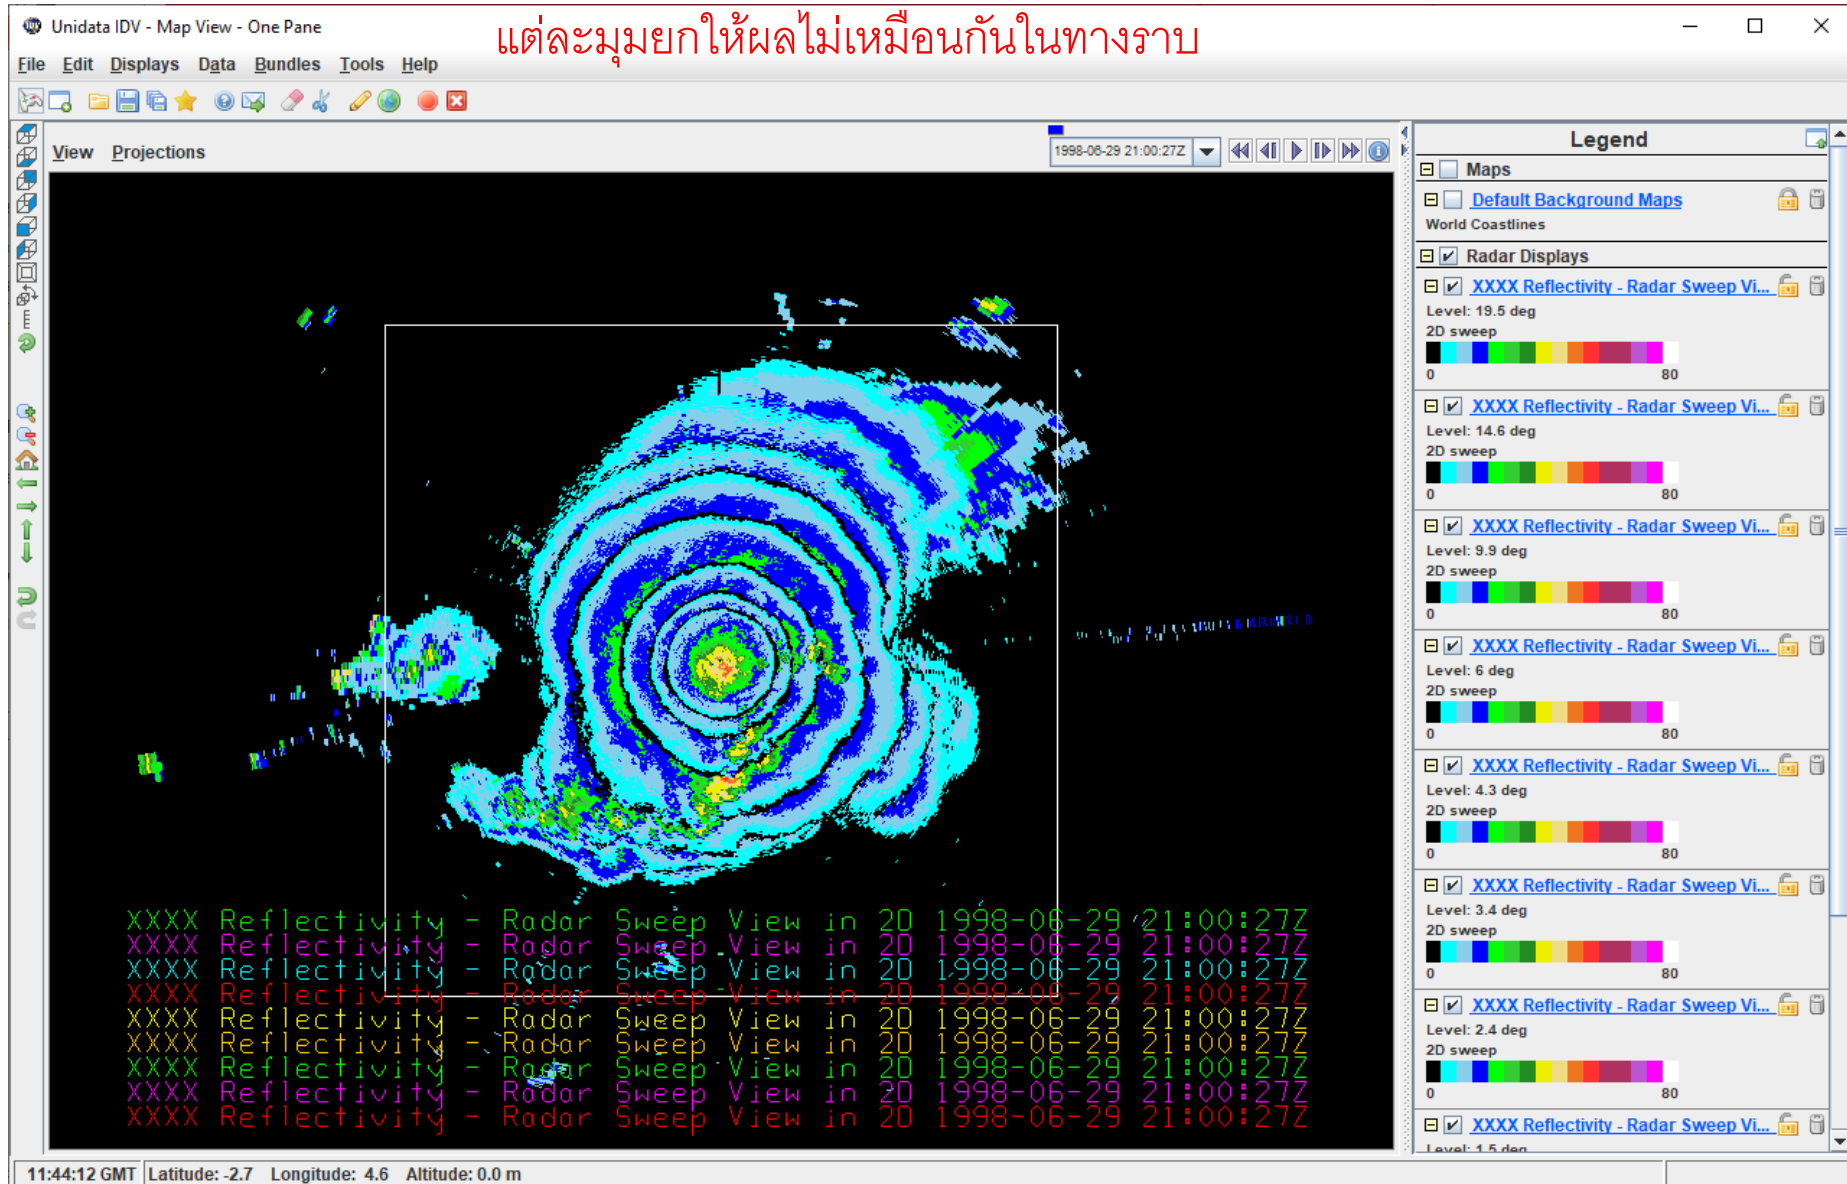 Unidata IDV - Map View - One Pane
แต่ละมุมยกให้ผลไม่เหมือนกันในทางราบ
File Edit Displays Data Bundles Tools Help
View Projections
1998-06-29 21:00:27Z
XXXX Reflectivity - Radar Sweep View in 2D 1998-06-29 21:00:27Z
XXXX Reflectivity - Radar Sweep View in 2D 1998-06-29 21:00:27Z
XXXX Reflectivity - Radar Sweep View in 2D 1998-06-29 21:00:27Z
XXXX Reflectivity - Radar Sweep View in 2D 1998-06-29 21:00:27Z
XXXX Reflectivity - Radar Sweep View in 2D 1998-06-29 21:00:27Z
XXXX Reflectivity - Radar Sweep View in 2D 1998-06-29 21:00:27Z
XXXX Reflectivity - Radar Sweep View in 2D 1998-06-29 21:00:27Z
XXXX Reflectivity - Radar Sweep View in 2D 1998-06-29 21:00:27Z
XXXX Reflectivity - Radar Sweep View in 2D 1998-06-29 21:00:27Z
Legend
Maps
Default Background Maps
World Coastlines
Radar Displays
XXXX Reflectivity - Radar Sweep Vi...
Level: 19.5 deg
2D sweep
0 80
XXXX Reflectivity - Radar Sweep Vi...
Level: 14.6 deg
2D sweep
0 80
XXXX Reflectivity - Radar Sweep Vi...
Level: 9.9 deg
2D sweep
0 80
XXXX Reflectivity - Radar Sweep Vi...
Level: 6 deg
2D sweep
0 80
XXXX Reflectivity - Radar Sweep Vi...
Level: 4.3 deg
2D sweep
0 80
XXXX Reflectivity - Radar Sweep Vi...
Level: 3.4 deg
2D sweep
0 80
XXXX Reflectivity - Radar Sweep Vi...
Level: 2.4 deg
2D sweep
0 80
XXXX Reflectivity - Radar Sweep Vi...
Level: 1.5 deg
11:44:12 GMT Latitude: -2.7 Longitude: 4.6 Altitude: 0.0 m